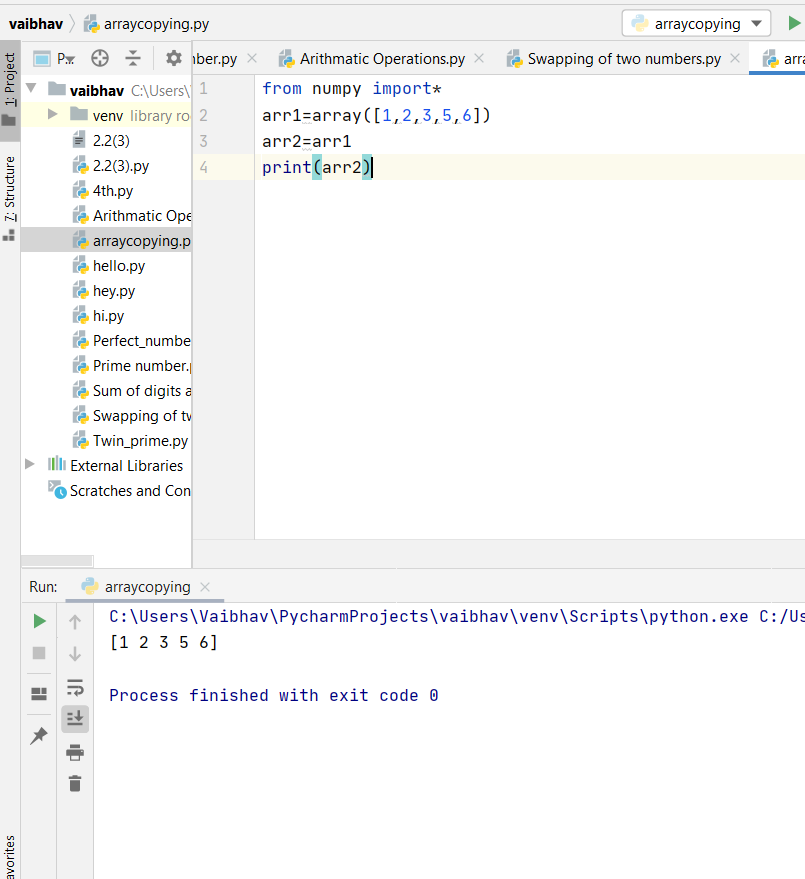 vaibhav arraycopying.py arraycopying
1: Project
7: Structure
avorites
P
ber.py Arithmatic Operations.py Swapping of two numbers.py arra
vaibhav C:\Users\
venv library ro
2.2(3)
2.2(3).py
4th.py
Arithmatic Ope
arraycopying.p
hello.py
hey.py
hi.py
Perfect_numbe
Prime number.
Sum of digits a
Swapping of tw
Twin_prime.py
External Libraries
Scratches and Con
1 from numpy import*
2 arr1=array([1,2,3,5,6])
3 arr2=arr1
4 print(arr2)
Run: arraycopying
C:\Users\Vaibhav\PycharmProjects\vaibhav\venv\Scripts\python.exe C:/Us
[1 2 3 5 6]
Process finished with exit code 0